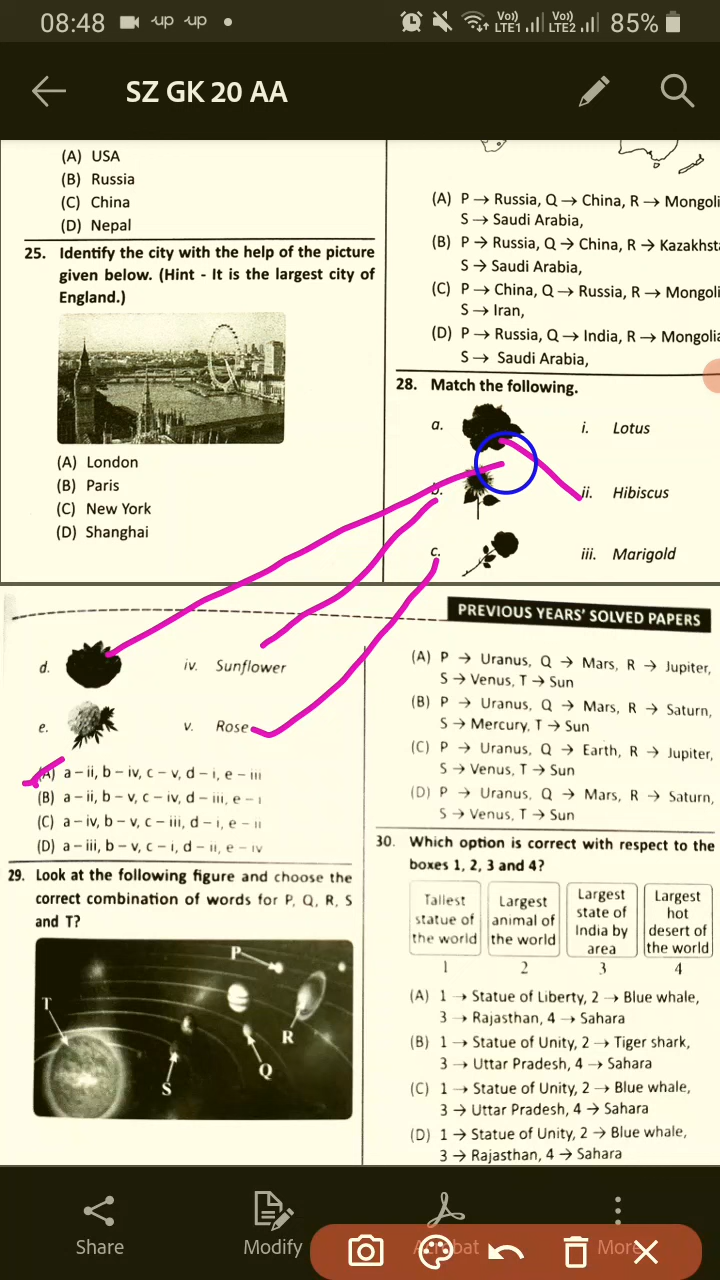 08:48 up up Vo)) LTE1 Vo)) LTE2 85%
SZ GK 20 AA
(A) USA
(B) Russia
(C) China
(D) Nepal
25. Identify the city with the help of the picture
given below. (Hint - It is the largest city of
England.)
(A) London
(B) Paris
(C) New York
(D) Shanghai
(A) P → Russia, Q → China, R → Mongoli
S → Saudi Arabia,
(B) P → Russia, Q → China, R → Kazakhsta
S → Saudi Arabia,
(C) P → China, Q → Russia, R → Mongoli
S → Iran,
(D) P → Russia, Q → India, R → Mongolia
S → Saudi Arabia,
28. Match the following.
a. i. Lotus
b. ii. Hibiscus
c. iii. Marigold
d. iv. Sunflower
e. v. Rose
(A) a – ii, b – iv, c – v, d – i, e – iii
(B) a – ii, b – v, c – iv, d – iii, e – i
(C) a – iv, b – v, c – iii, d – i, e – ii
(D) a – iii, b – v, c – i, d – ii, e – iv
29. Look at the following figure and choose the
correct combination of words for P, Q, R, S
and T?
P
T
R
Q
S
PREVIOUS YEARS' SOLVED PAPERS
(A) P → Uranus, Q → Mars, R → Jupiter,
S → Venus, T → Sun
(B) P → Uranus, Q → Mars, R → Saturn,
S → Mercury, T → Sun
(C) P → Uranus, Q → Earth, R → Jupiter,
S → Venus, T → Sun
(D) P → Uranus, Q → Mars, R → Saturn,
S → Venus, T → Sun
30. Which option is correct with respect to the
boxes 1, 2, 3 and 4?
Tallest
statue of
the world
1
Largest
animal of
the world
2
Largest
state of
India by
area
3
Largest
hot
desert of
the world
4
(A) 1 → Statue of Liberty, 2 → Blue whale,
3 → Rajasthan, 4 → Sahara
(B) 1 → Statue of Unity, 2 → Tiger shark,
3 → Uttar Pradesh, 4 → Sahara
(C) 1 → Statue of Unity, 2 → Blue whale,
3 → Uttar Pradesh, 4 → Sahara
(D) 1 → Statue of Unity, 2 → Blue whale,
3 → Rajasthan, 4 → Sahara
Share Modify Acrobat More